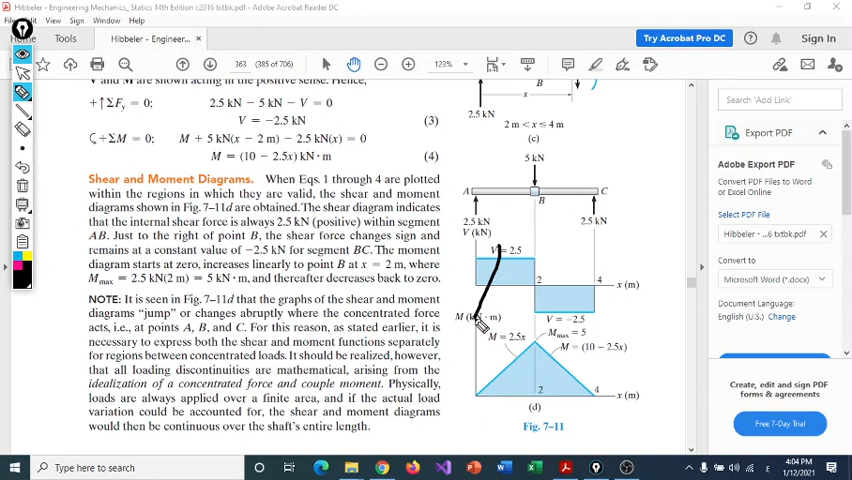 Hibbeler - Engineering Mechanics_ Statics 14th Edition c2016 txtbk.pdf - Adobe Acrobat Reader DC
File Edit View Sign Window Help
Home
Tools
Hibbeler - Engineer...
Try Adobe Acrobat Pro DC
Sign In
363
(385 of 706)
123%
V and M are shown acting in the positive sense. Hence,
+↑ΣFy = 0; 2.5 kN − 5 kN − V = 0
V = −2.5 kN (3)
ζ+ΣM = 0; M + 5 kN(x − 2 m) − 2.5 kN(x) = 0
M = (10 − 2.5x) kN · m (4)
Shear and Moment Diagrams. When Eqs. 1 through 4 are plotted
within the regions in which they are valid, the shear and moment
diagrams shown in Fig. 7–11d are obtained. The shear diagram indicates
that the internal shear force is always 2.5 kN (positive) within segment
AB. Just to the right of point B, the shear force changes sign and
remains at a constant value of −2.5 kN for segment BC. The moment
diagram starts at zero, increases linearly to point B at x = 2 m, where
Mmax = 2.5 kN(2 m) = 5 kN · m, and thereafter decreases back to zero.
NOTE: It is seen in Fig. 7–11d that the graphs of the shear and moment
diagrams “jump” or changes abruptly where the concentrated force
acts, i.e., at points A, B, and C. For this reason, as stated earlier, it is
necessary to express both the shear and moment functions separately
for regions between concentrated loads. It should be realized, however,
that all loading discontinuities are mathematical, arising from the
idealization of a concentrated force and couple moment. Physically,
loads are always applied over a finite area, and if the actual load
variation could be accounted for, the shear and moment diagrams
would then be continuous over the shaft's entire length.
B
x
2.5 kN
2 m < x ≤ 4 m
(c)
5 kN
A
C
B
2.5 kN
2.5 kN
V (kN)
V = 2.5
2
4
x (m)
V = −2.5
M (kN · m)
M = 2.5x
Mmax = 5
M = (10 − 2.5x)
2
4
x (m)
(d)
Fig. 7–11
Search 'Add Link'
Export PDF
Adobe Export PDF
Convert PDF Files to Word
or Excel Online
Select PDF File
Hibbeler - ...6 txtbk.pdf
Convert to
Microsoft Word (*.docx)
Document Language:
English (U.S.) Change
Create, edit and sign PDF
forms & agreements
Free 7-Day Trial
Type here to search
4:04 PM
1/12/2021